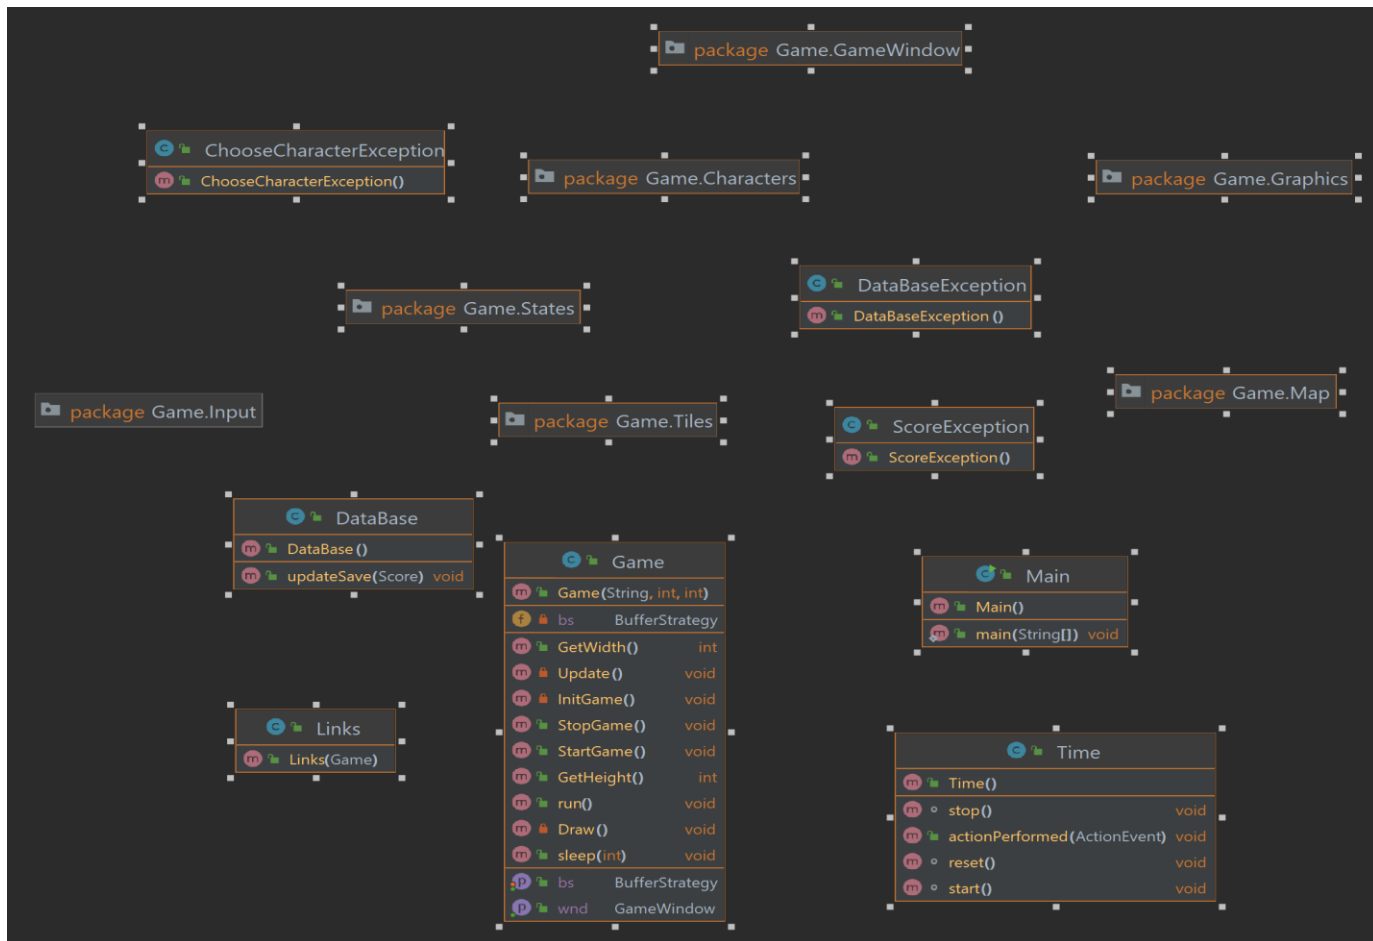 package Game.GameWindow
ChooseCharacterException
ChooseCharacterException()
package Game.Characters
package Game.Graphics
package Game.States
DataBaseException
DataBaseException ()
package Game.Map
package Game.Input
package Game.Tiles
ScoreException
ScoreException()
DataBase
DataBase ()
updateSave(Score) void
Game
Game(String, int, int)
bs BufferStrategy
GetWidth() int
Update() void
InitGame() void
StopGame() void
StartGame() void
GetHeight() int
run() void
Draw() void
sleep(int) void
bs BufferStrategy
wnd GameWindow
Main
Main()
main(String[]) void
Links
Links(Game)
Time
Time()
stop() void
actionPerformed(ActionEvent) void
reset() void
start() void